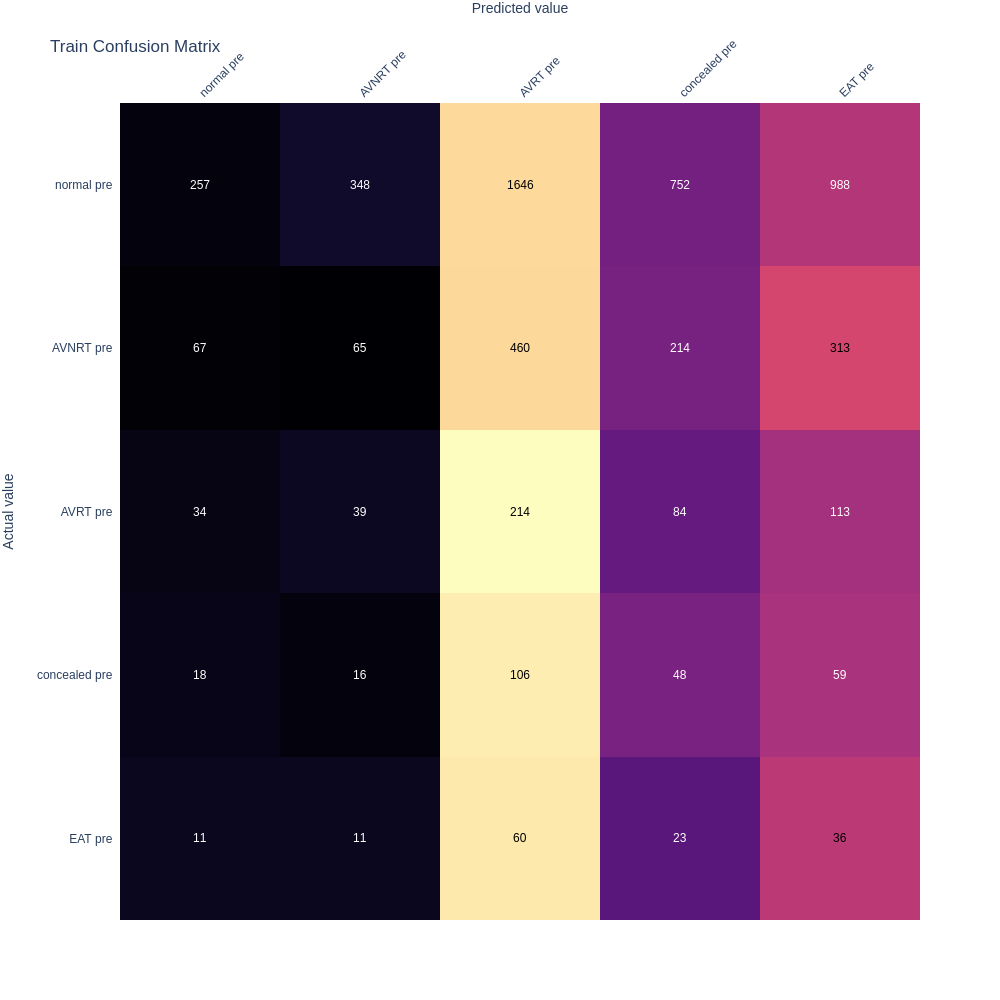 Predicted value
Train Confusion Matrix
normal pre
AVNRT pre
AVRT pre
concealed pre
EAT pre
normal pre 257 348 1646 752 988
AVNRT pre 67 65 460 214 313
Actual value
AVRT pre 34 39 214 84 113
concealed pre 18 16 106 48 59
EAT pre 11 11 60 23 36